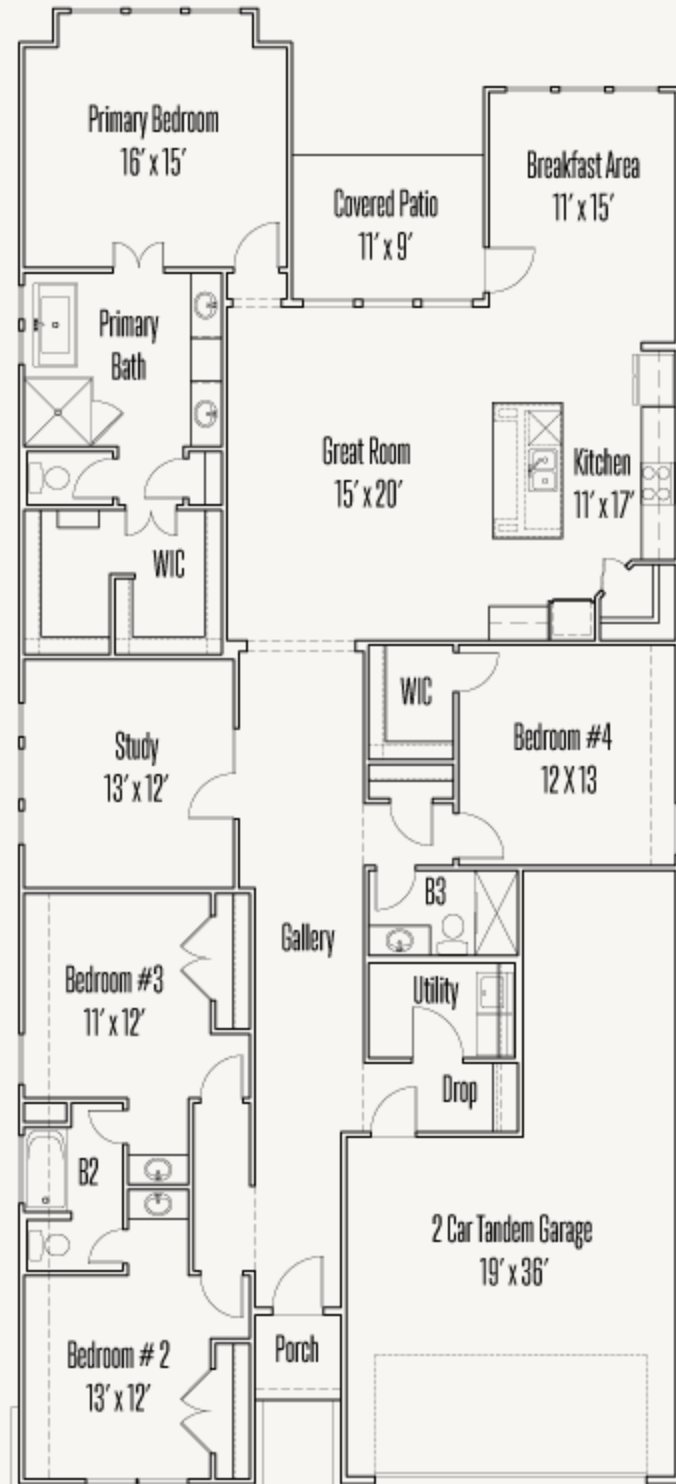 Primary Bedroom
16' x 15'
Breakfast Area
11' x 15'
Covered Patio
11' x 9'
Primary
Bath
Great Room
15' x 20'
Kitchen
11' x 17'
WIC
WIC
Study
13' x 12'
Bedroom #4
12 X 13
B3
Gallery
Bedroom #3
11' x 12'
Utility
Drop
B2
2 Car Tandem Garage
19' x 36'
Porch
Bedroom # 2
13' x 12'